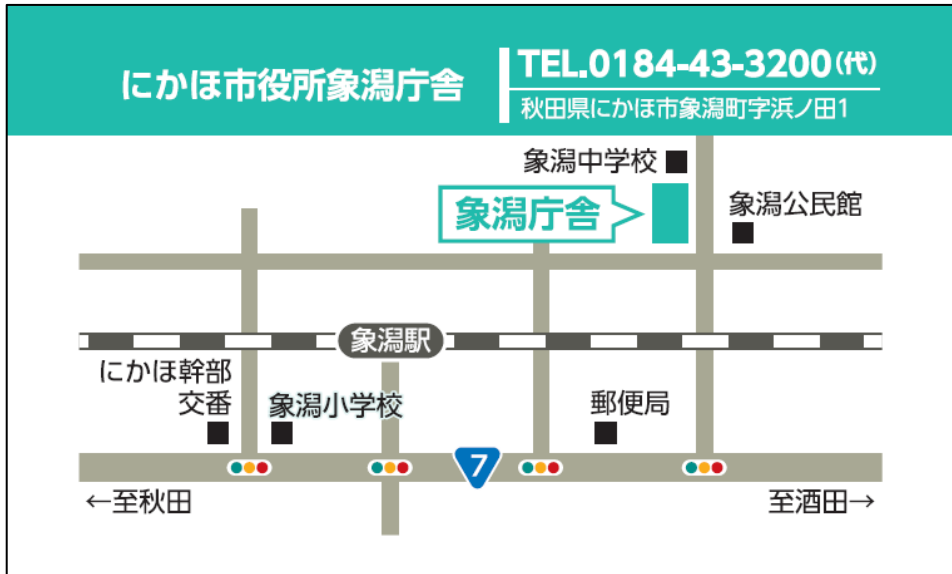 にかほ市役所象潟庁舎
TEL.0184-43-3200(代)
秋田県にかほ市象潟町字浜ノ田1
象潟中学校
象潟庁舎
象潟公民館
象潟駅
にかほ幹部
交番
象潟小学校
郵便局
7
←至秋田
至酒田→